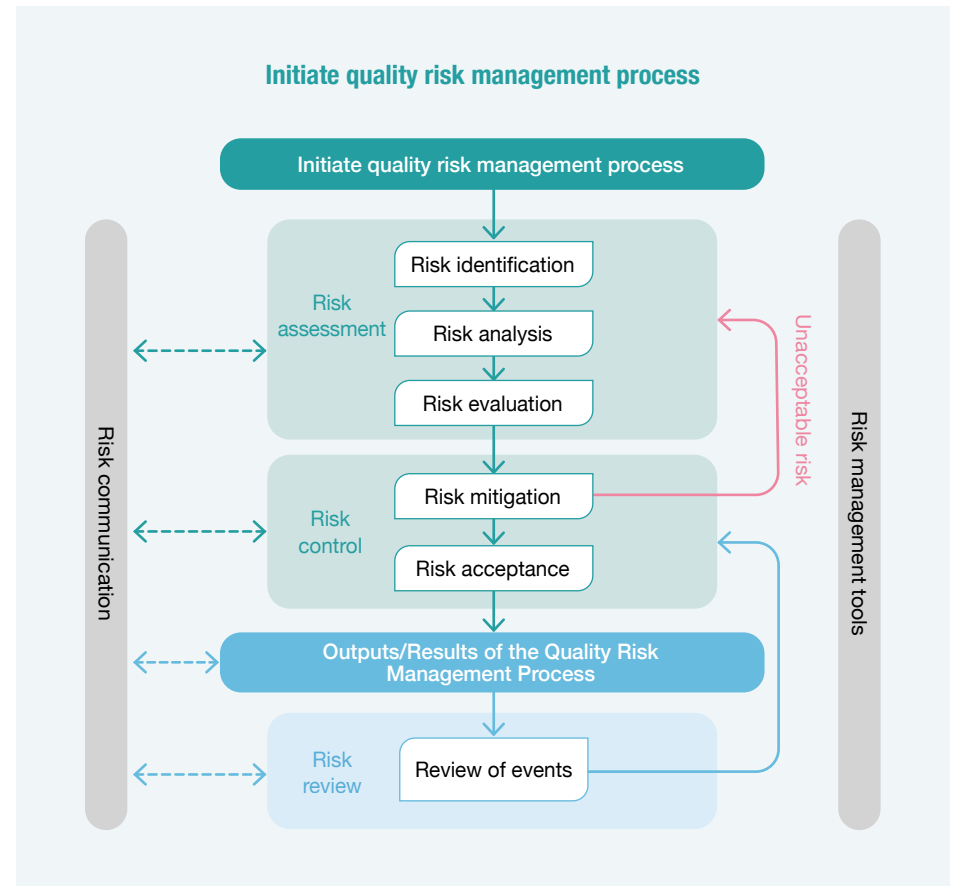 Initiate quality risk management process
Initiate quality risk management process
Risk identification
Risk
assessment
Risk analysis
Risk evaluation
Unacceptable risk
Risk communication
Risk management tools
Risk mitigation
Risk
control
Risk acceptance
Outputs/Results of the Quality Risk
Management Process
Risk
review
Review of events